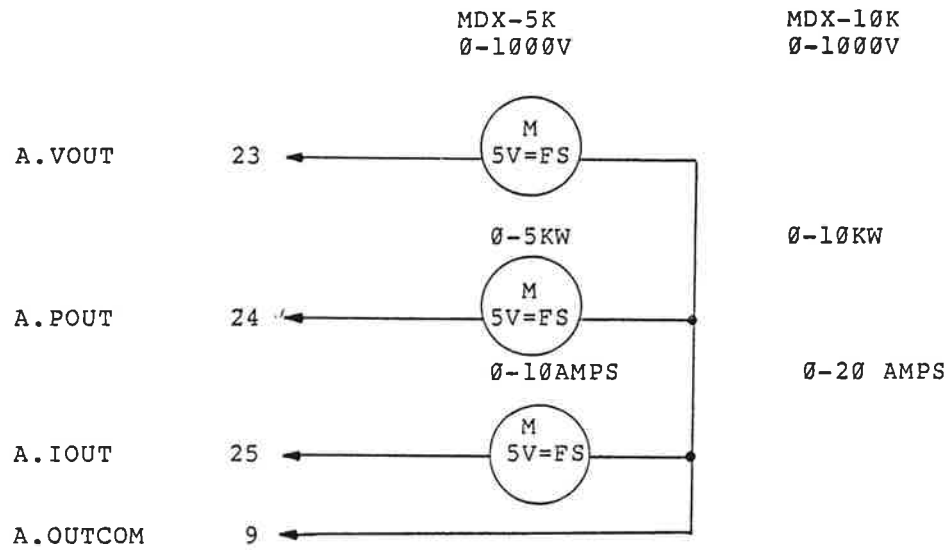 MDX-5K MDX-10K
0-1000V 0-1000V
M
A.VOUT 23 5V=FS
0-5KW 0-10KW
M
A.POUT 24 5V=FS
0-10AMPS 0-20 AMPS
M
A.IOUT 25 5V=FS
A.OUTCOM 9